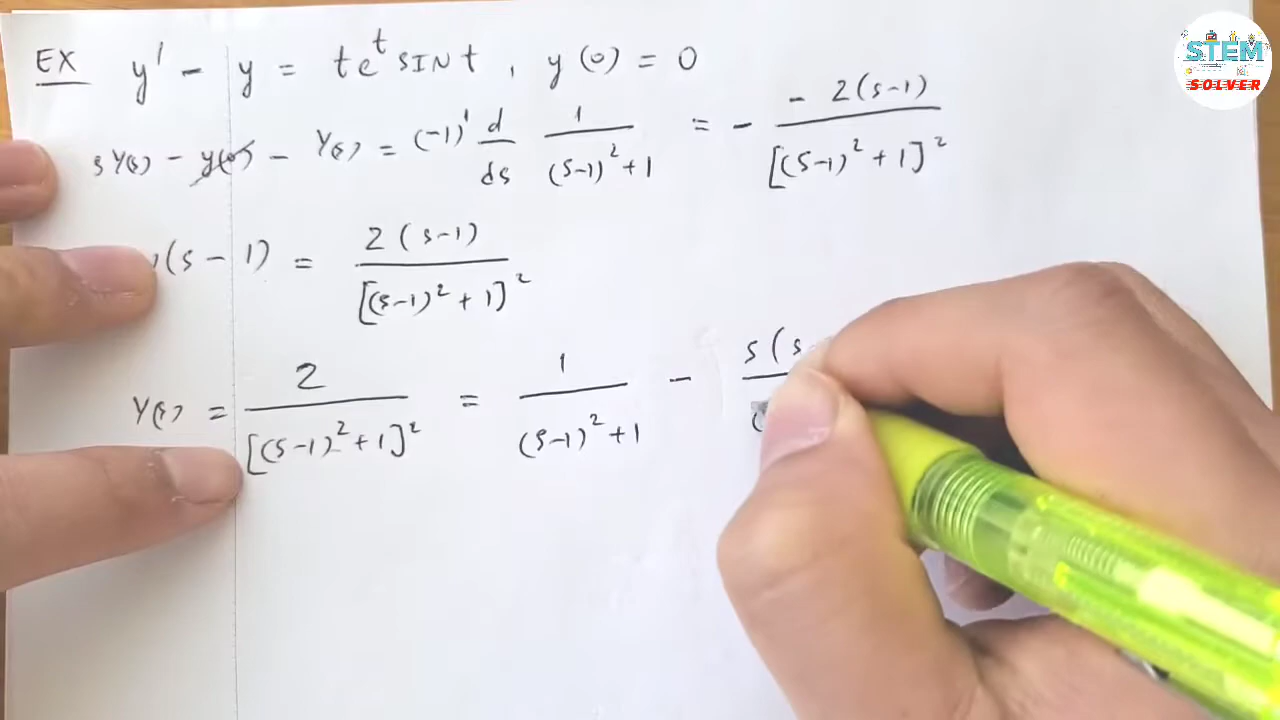 EX y' - y = te^t SINt, y(0) = 0
sY(s) - y(0) - Y(s) = (-1)^1 d/ds 1/((s-1)^2+1) = - (-2(s-1))/[(s-1)^2+1]^2
(s-1) = 2(s-1)/[(s-1)^2+1]^2
Y(s) = 2/[(s-1)^2+1]^2 = 1/((s-1)^2+1) - s(s
STEM
SOLVER